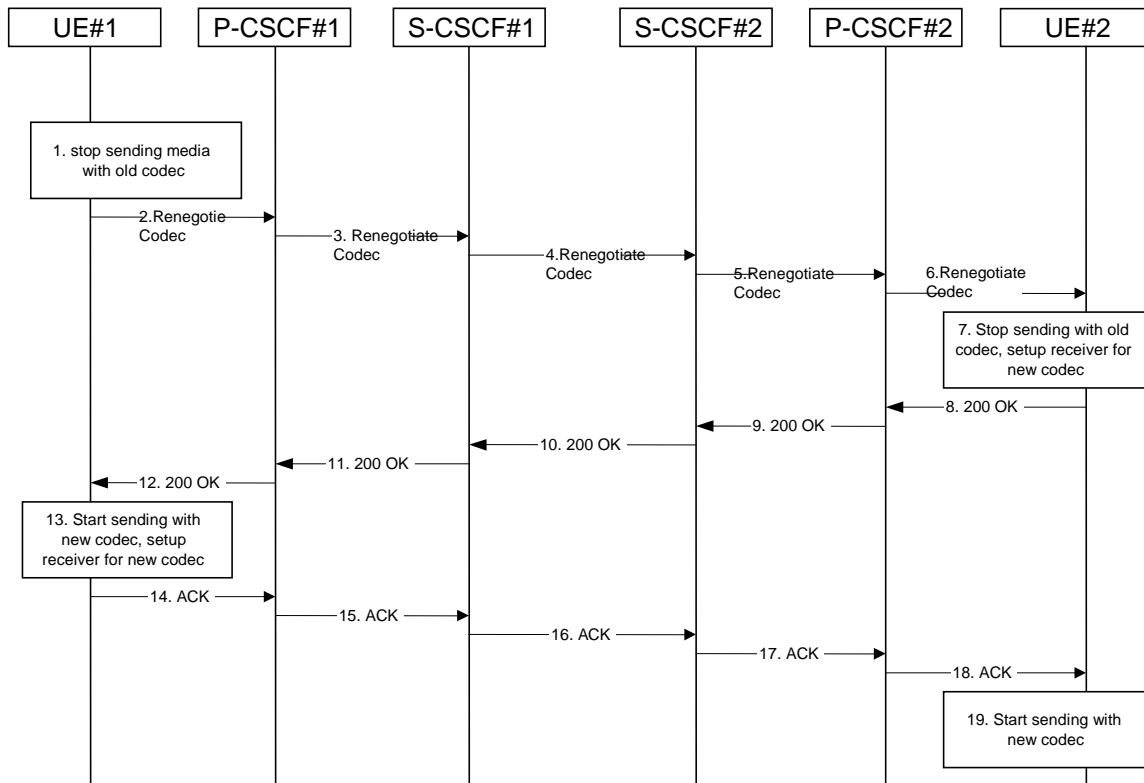 UE#1
P-CSCF#1
S-CSCF#1
S-CSCF#2
P-CSCF#2
UE#2
1. stop sending media
with old codec
2.Renegotie
Codec
3. Renegotiate
Codec
4.Renegotiate
Codec
5.Renegotiate
Codec
6.Renegotiate
Codec
7. Stop sending with old
codec, setup receiver for
new codec
8. 200 OK
9. 200 OK
10. 200 OK
11. 200 OK
12. 200 OK
13. Start sending with
new codec, setup
receiver for new codec
14. ACK
15. ACK
16. ACK
17. ACK
18. ACK
19. Start sending with
new codec